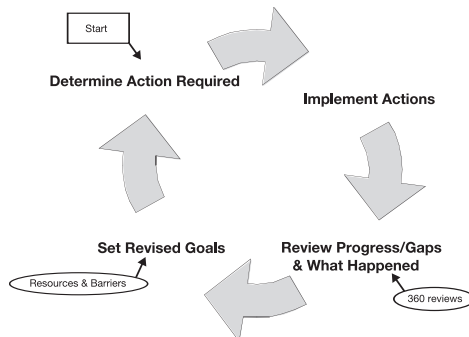 Start
Determine Action Required
Implement Actions
Set Revised Goals
Review Progress/Gaps
& What Happened
Resources & Barriers
360 reviews